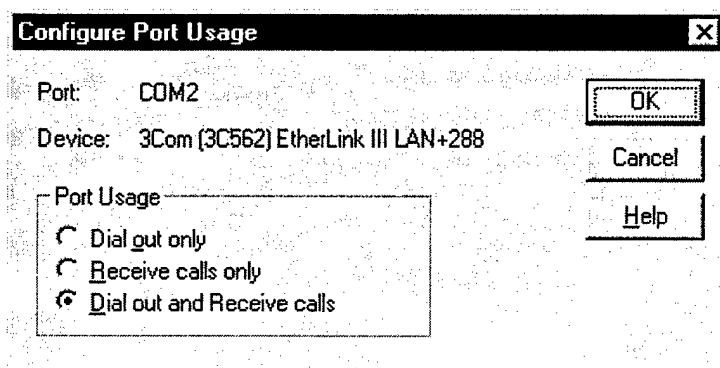 Configure Port Usage
Port: COM2
Device: 3Com (3C562) EtherLink III LAN+288
OK
Cancel
Help
Port Usage
Dial out only
Receive calls only
Dial out and Receive calls